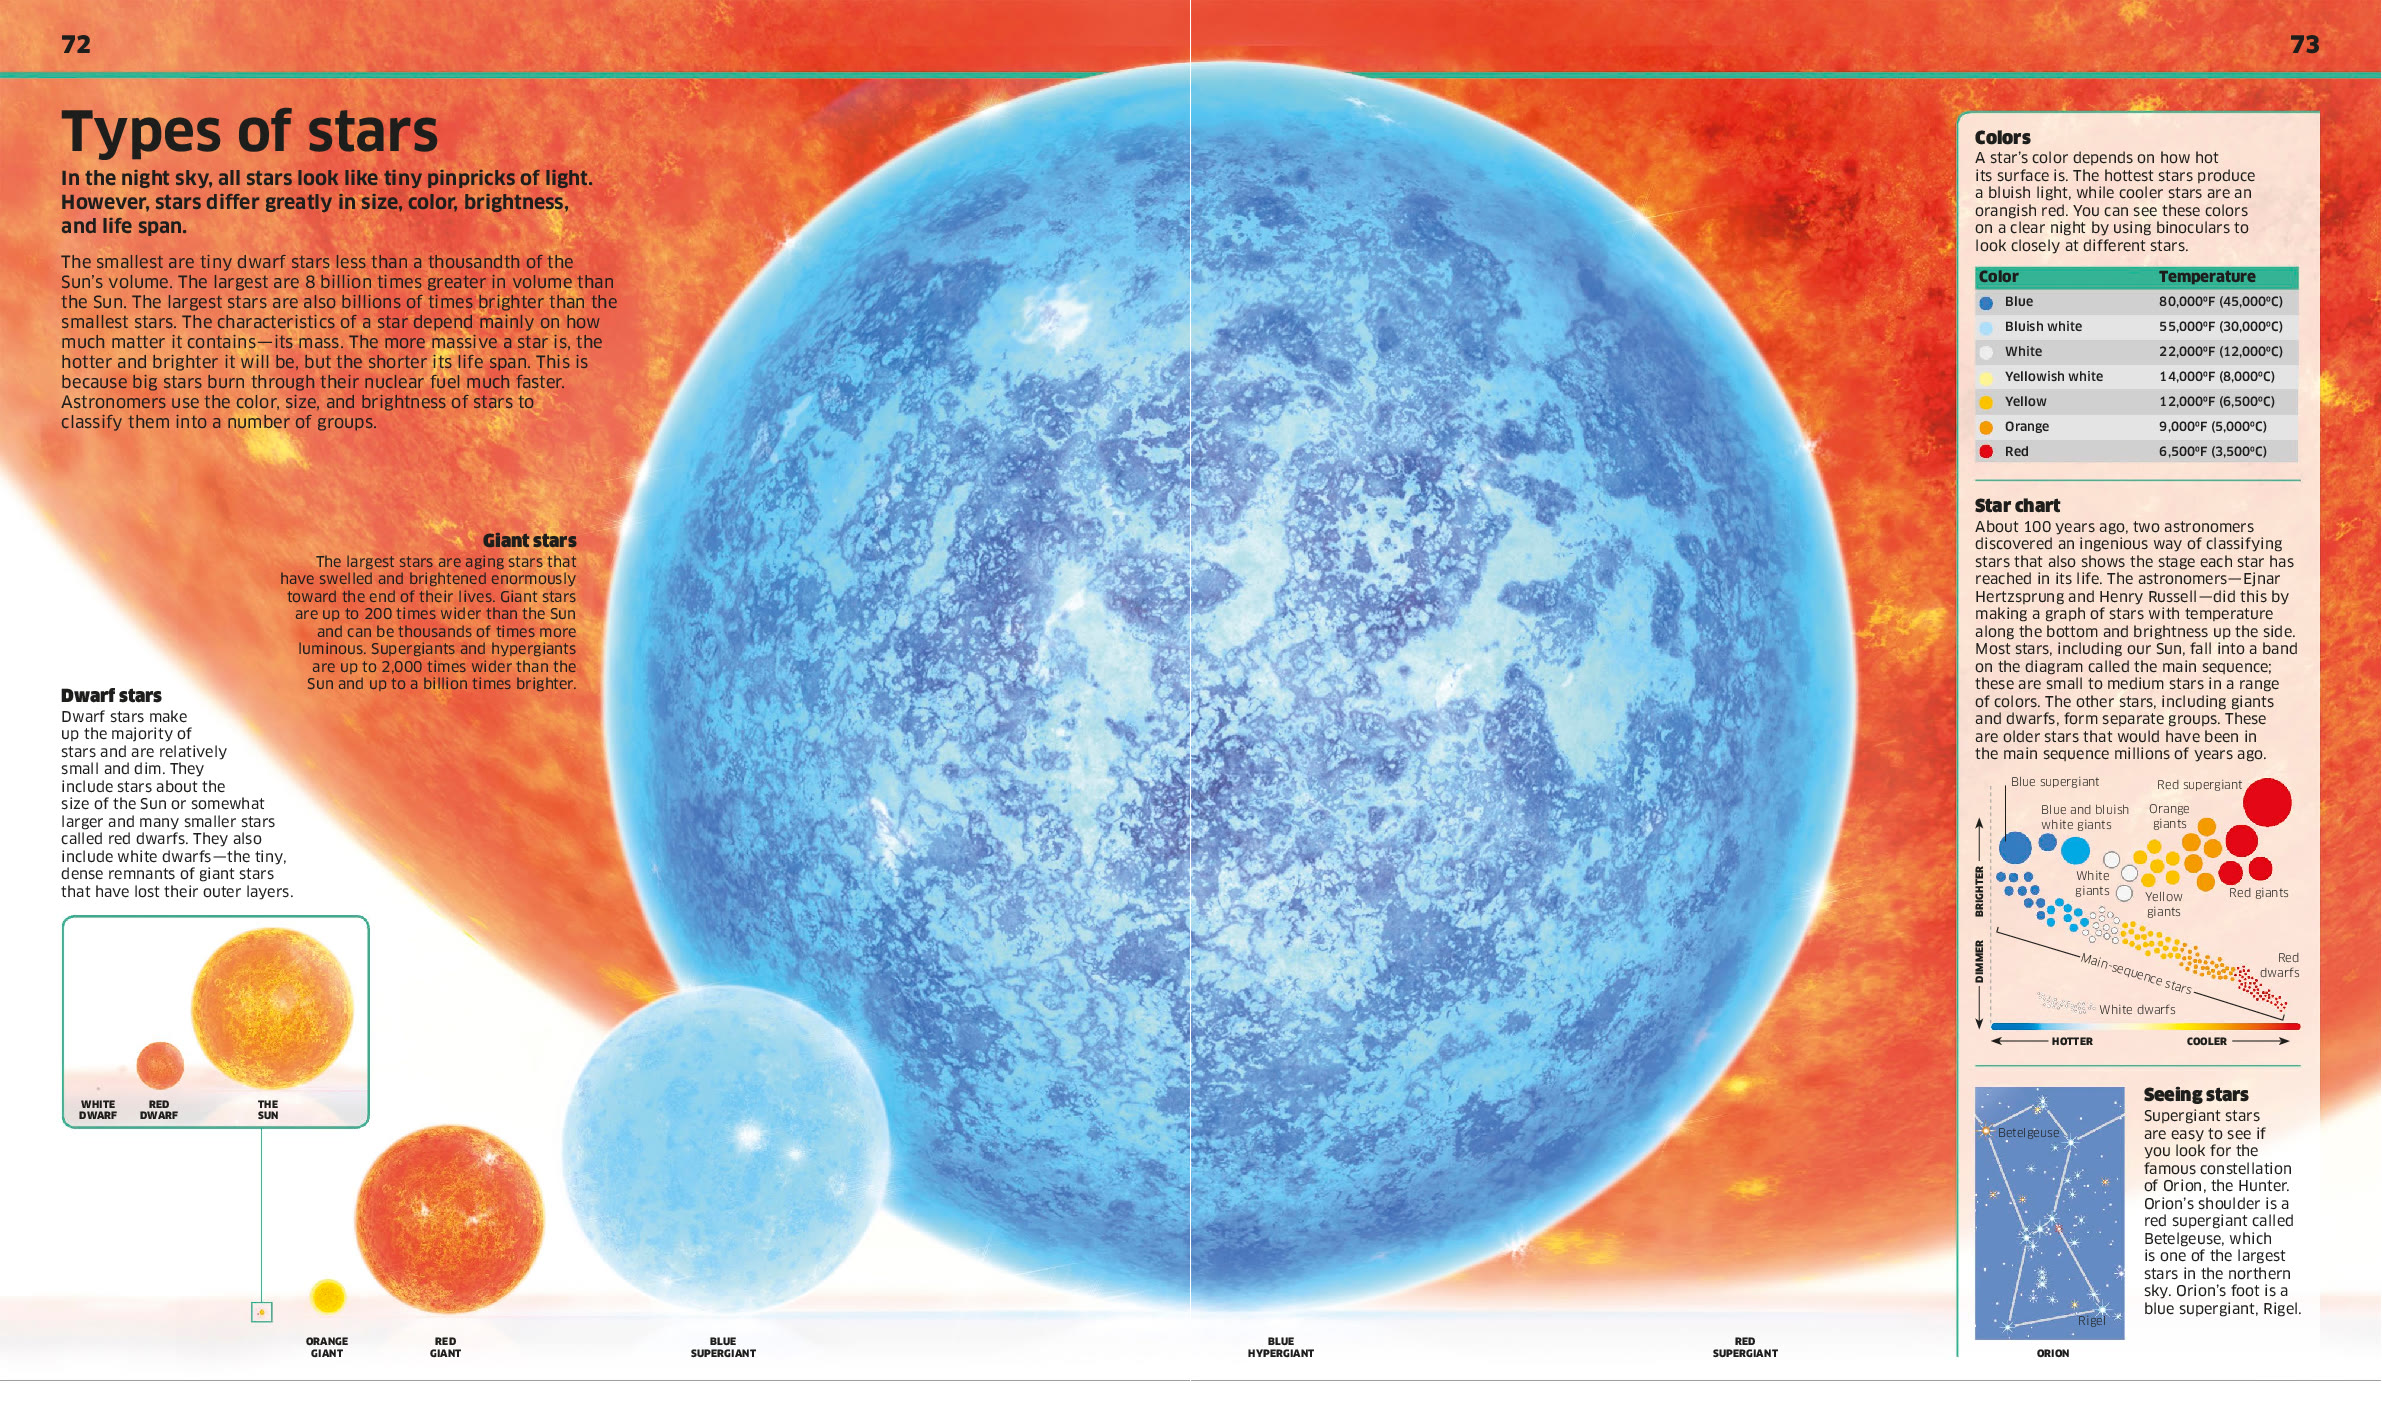 72
73
Types of stars
In the night sky, all stars look like tiny pinpricks of light.
However, stars differ greatly in size, color, brightness,
and life span.
The smallest are tiny dwarf stars less than a thousandth of the
Sun's volume. The largest are 8 billion times greater in volume than
the Sun. The largest stars are also billions of times brighter than the
smallest stars. The characteristics of a star depend mainly on how
much matter it contains—its mass. The more massive a star is, the
hotter and brighter it will be, but the shorter its life span. This is
because big stars burn through their nuclear fuel much faster.
Astronomers use the color, size, and brightness of stars to
classify them into a number of groups.
Giant stars
The largest stars are aging stars that
have swelled and brightened enormously
toward the end of their lives. Giant stars
are up to 200 times wider than the Sun
and can be thousands of times more
luminous. Supergiants and hypergiants
are up to 2,000 times wider than the
Sun and up to a billion times brighter.
Dwarf stars
Dwarf stars make
up the majority of
stars and are relatively
small and dim. They
include stars about the
size of the Sun or somewhat
larger and many smaller stars
called red dwarfs. They also
include white dwarfs—the tiny,
dense remnants of giant stars
that have lost their outer layers.
WHITE
DWARF
RED
DWARF
THE
SUN
ORANGE
GIANT
RED
GIANT
BLUE
SUPERGIANT
BLUE
HYPERGIANT
RED
SUPERGIANT
Colors
A star's color depends on how hot
its surface is. The hottest stars produce
a bluish light, while cooler stars are an
orangish red. You can see these colors
on a clear night by using binoculars to
look closely at different stars.
Color Temperature
Blue 80,000ºF (45,000ºC)
Bluish white 55,000ºF (30,000ºC)
White 22,000ºF (12,000ºC)
Yellowish white 14,000ºF (8,000ºC)
Yellow 12,000ºF (6,500ºC)
Orange 9,000ºF (5,000ºC)
Red 6,500ºF (3,500ºC)
Star chart
About 100 years ago, two astronomers
discovered an ingenious way of classifying
stars that also shows the stage each star has
reached in its life. The astronomers—Ejnar
Hertzsprung and Henry Russell—did this by
making a graph of stars with temperature
along the bottom and brightness up the side.
Most stars, including our Sun, fall into a band
on the diagram called the main sequence;
these are small to medium stars in a range
of colors. The other stars, including giants
and dwarfs, form separate groups. These
are older stars that would have been in
the main sequence millions of years ago.
Blue supergiant
Red supergiant
Blue and bluish
white giants
Orange
giants
White
giants
Yellow
giants
Red giants
BRIGHTER
DIMMER
Main-sequence stars
Red
dwarfs
White dwarfs
HOTTER
COOLER
Betelgeuse
Rigel
ORION
Seeing stars
Supergiant stars
are easy to see if
you look for the
famous constellation
of Orion, the Hunter.
Orion's shoulder is a
red supergiant called
Betelgeuse, which
is one of the largest
stars in the northern
sky. Orion's foot is a
blue supergiant, Rigel.